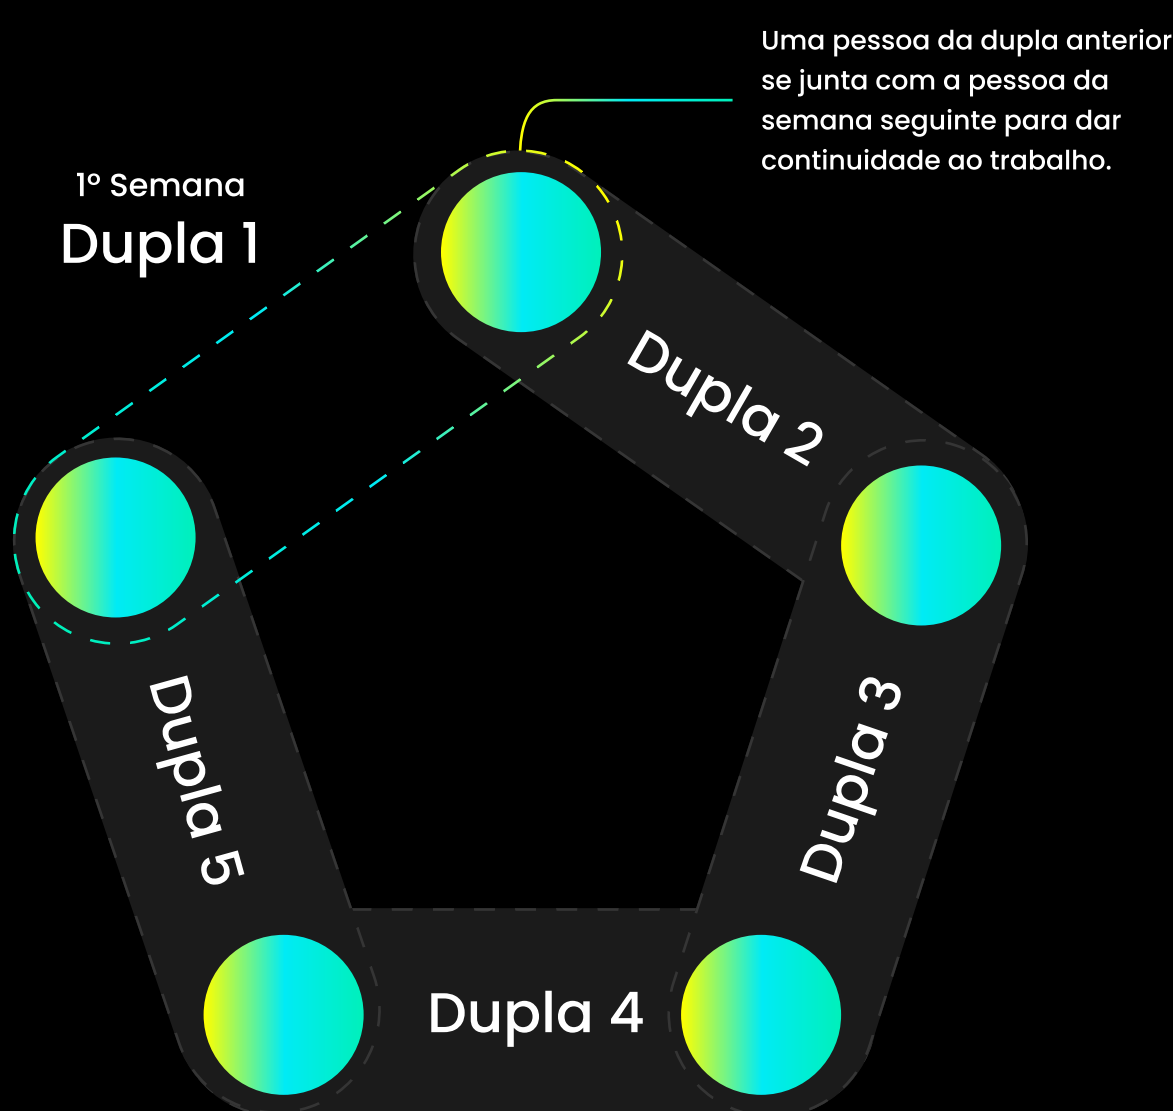 Uma pessoa da dupla anterior
se junta com a pessoa da
semana seguinte para dar
continuidade ao trabalho.
1º Semana
Dupla 1
Dupla 2
Dupla 3
Dupla 4
Dupla 5